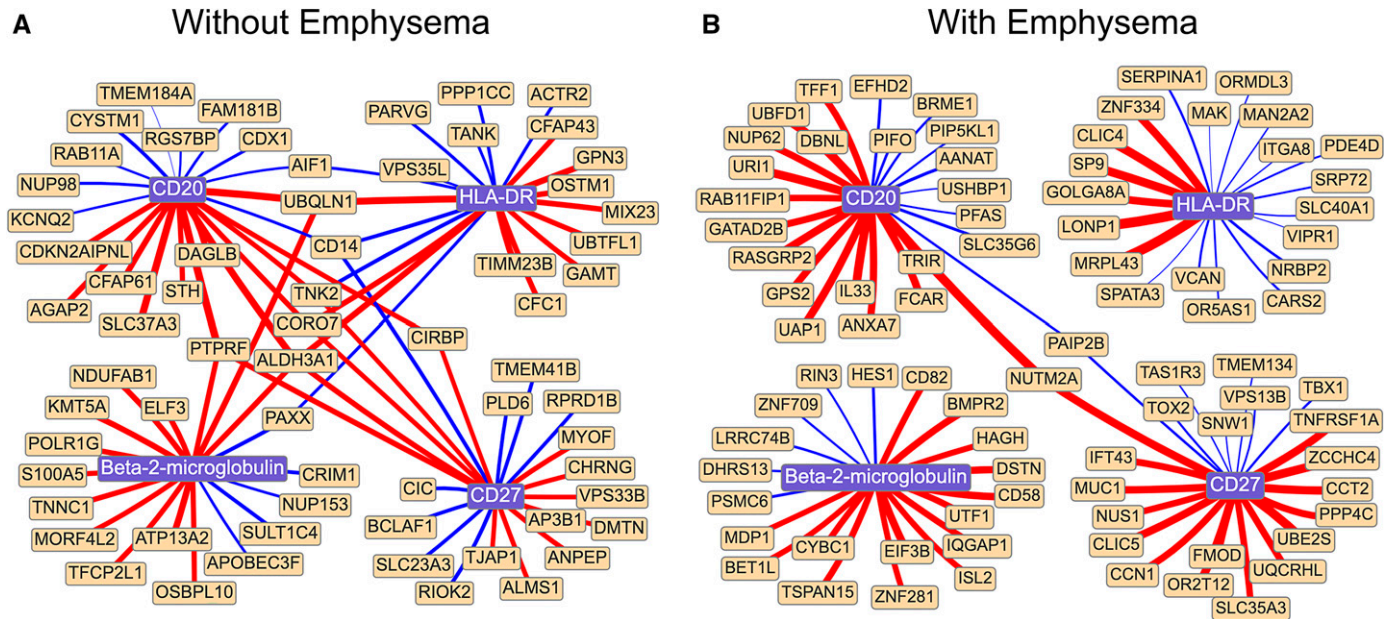 A
Without Emphysema
TMEM184A
CYSTM1
FAM181B
RGS7BP
CDX1
RAB11A
AIF1
NUP98
CD20
KCNQ2
UBQLN1
CDKN2AIPNL
DAGLB
CD14
CFAP61
STH
AGAP2
SLC37A3
TNK2
CORO7
PTPRF
ALDH3A1
CIRBP
PAXX
PPP1CC
ACTR2
PARVG
TANK
CFAP43
VPS35L
GPN3
HLA-DR
OSTM1
MIX23
UBTFL1
TIMM23B
GAMT
CFC1
NDUFAB1
KMT5A
ELF3
POLR1G
Beta-2-microglobulin
S100A5
CRIM1
TNNC1
NUP153
MORF4L2
ATP13A2
SULT1C4
TFCP2L1
APOBEC3F
OSBPL10
TMEM41B
PLD6
RPRD1B
MYOF
CHRNG
CIC
CD27
VPS33B
BCLAF1
AP3B1
DMTN
SLC23A3
TJAP1
ANPEP
RIOK2
ALMS1
B
With Emphysema
TFF1
EFHD2
UBFD1
BRME1
NUP62
DBNL
PIFO
PIP5KL1
URI1
AANAT
RAB11FIP1
CD20
USHBP1
GATAD2B
PFAS
SLC35G6
RASGRP2
TRIR
GPS2
IL33
FCAR
UAP1
ANXA7
PAIP2B
NUTM2A
SERPINA1
ORMDL3
ZNF334
MAK
MAN2A2
CLIC4
ITGA8
PDE4D
SP9
SRP72
GOLGA8A
HLA-DR
SLC40A1
LONP1
VIPR1
MRPL43
NRBP2
SPATA3
VCAN
CARS2
OR5AS1
RIN3
HES1
CD82
ZNF709
BMPR2
LRRC74B
HAGH
DHRS13
Beta-2-microglobulin
DSTN
PSMC6
CD58
UTF1
MDP1
CYBC1
EIF3B
IQGAP1
BET1L
ISL2
TSPAN15
ZNF281
TAS1R3
TMEM134
TBX1
TOX2
VPS13B
SNW1
TNFRSF1A
IFT43
ZCCHC4
MUC1
CD27
CCT2
NUS1
PPP4C
CLIC5
UBE2S
FMOD
CCN1
UQCRHL
OR2T12
SLC35A3